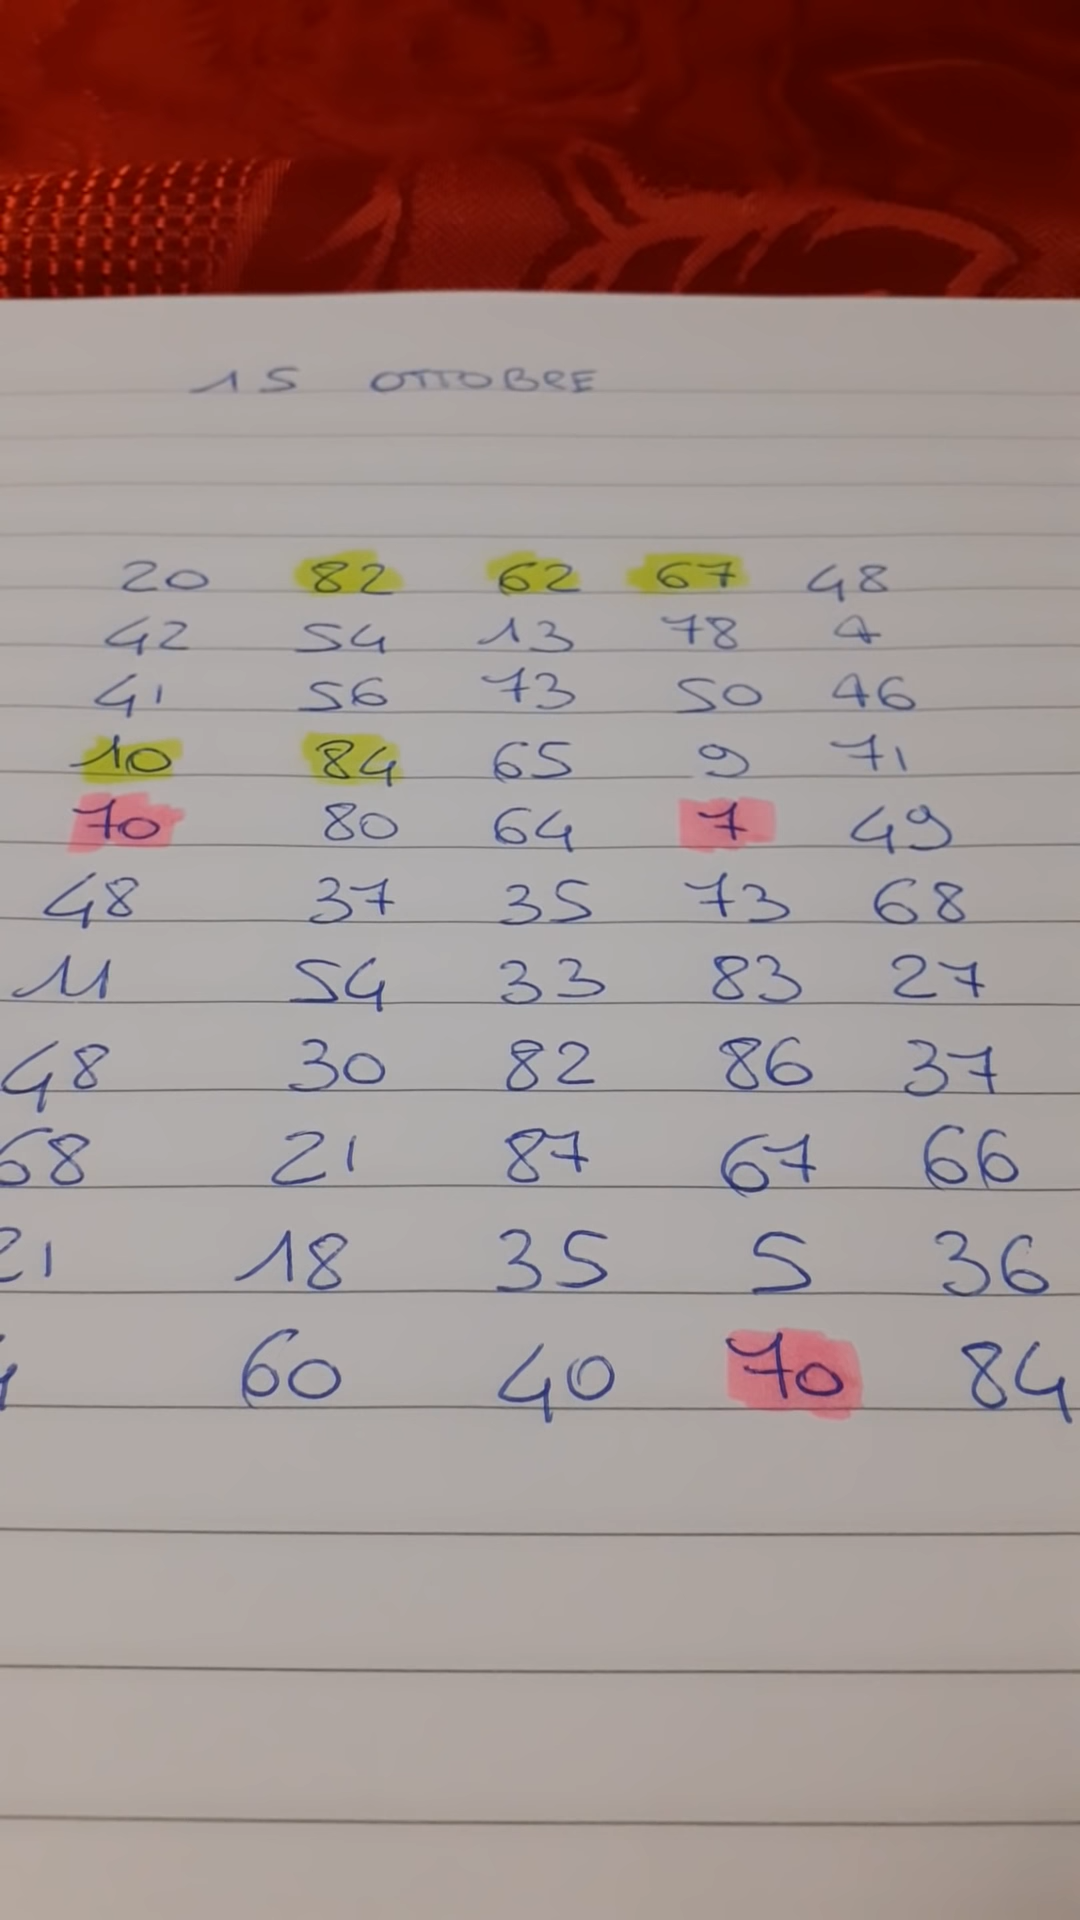 15 OTTOBRE
20 82 62 67 48
42 54 13 78 4
41 56 73 50 46
10 84 65 9 71
70 80 64 7 49
48 37 35 73 68
11 54 33 83 27
48 30 82 86 37
68 21 87 67 66
21 18 35 5 36
60 40 70 84